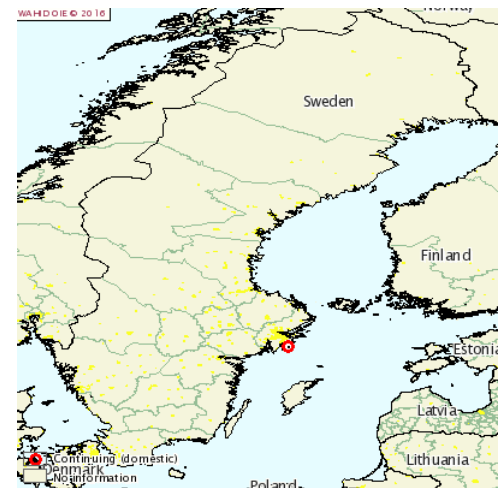 WAHID OIE © 2016
Norway
Sweden
Finland
Estonia
Latvia
Lithuania
Continuing (domestic)
Denmark
No information
Poland